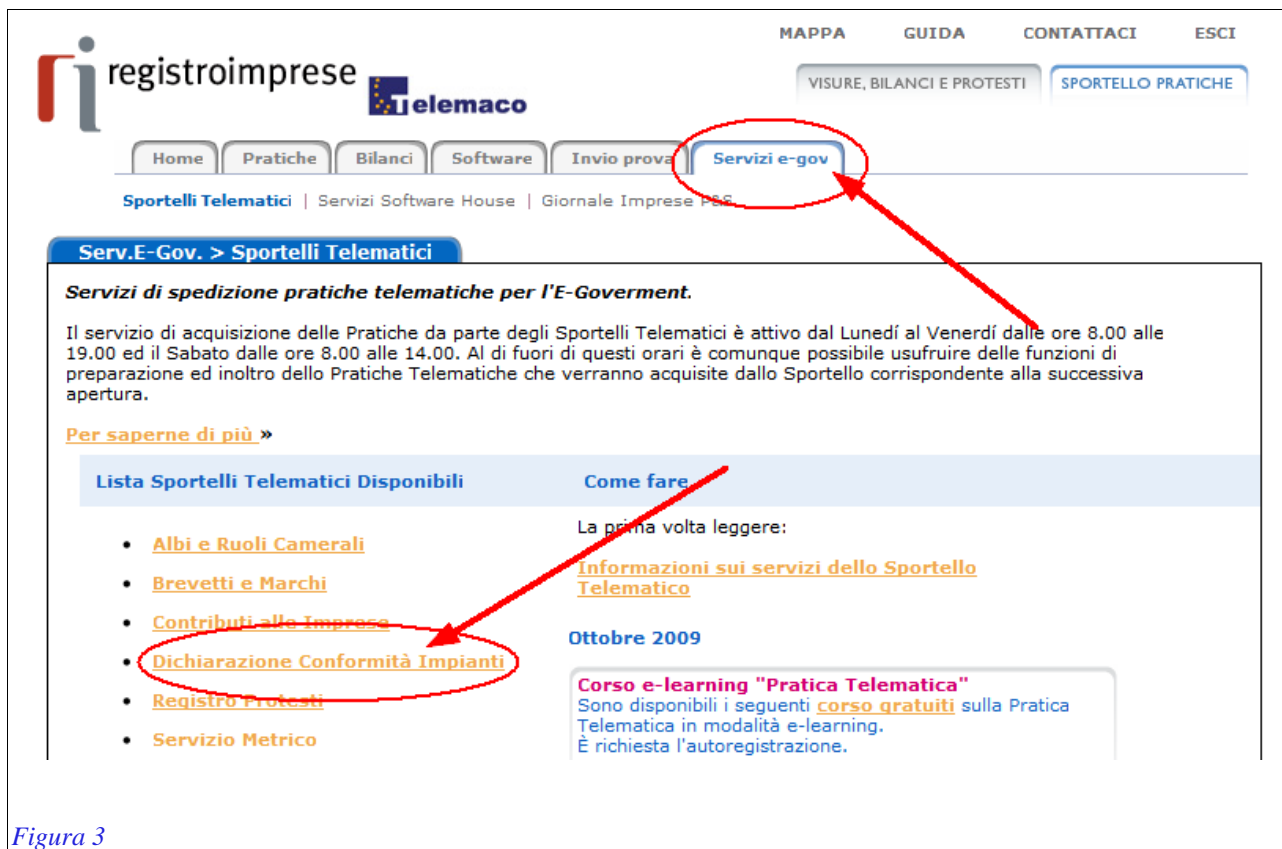 MAPPA GUIDA CONTATTACI ESCI
registroimprese
Telemaco
VISURE, BILANCI E PROTESTI SPORTELLO PRATICHE
Home Pratiche Bilanci Software Invio prova Servizi e-gov
Sportelli Telematici | Servizi Software House | Giornale Imprese P&S
Serv.E-Gov. > Sportelli Telematici
Servizi di spedizione pratiche telematiche per l'E-Goverment.
Il servizio di acquisizione delle Pratiche da parte degli Sportelli Telematici è attivo dal Lunedí al Venerdí dalle ore 8.00 alle
19.00 ed il Sabato dalle ore 8.00 alle 14.00. Al di fuori di questi orari è comunque possibile usufruire delle funzioni di
preparazione ed inoltro dello Pratiche Telematiche che verranno acquisite dallo Sportello corrispondente alla successiva
apertura.
Per saperne di più »
Lista Sportelli Telematici Disponibili
• Albi e Ruoli Camerali
• Brevetti e Marchi
• Contributi alle Imprese
• Dichiarazione Conformità Impianti
• Registro Protesti
• Servizio Metrico
Come fare
La prima volta leggere:
Informazioni sui servizi dello Sportello
Telematico
Ottobre 2009
Corso e-learning "Pratica Telematica"
Sono disponibili i seguenti corso gratuiti sulla Pratica
Telematica in modalità e-learning.
È richiesta l'autoregistrazione.
Figura 3